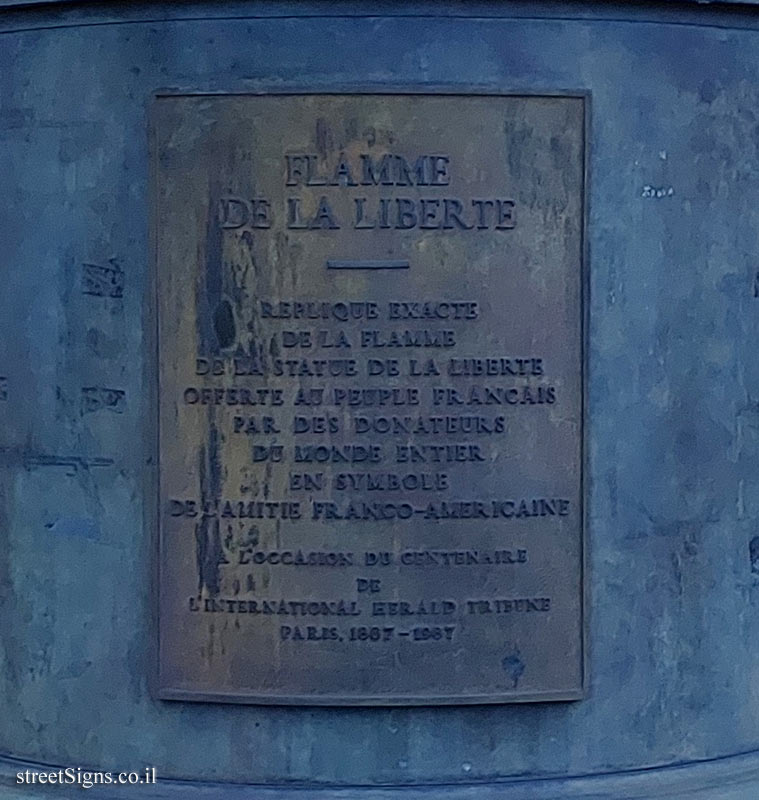 FLAMME
DE LA LIBERTE
REPLIQUE EXACTE
DE LA FLAMME
DE LA STATUE DE LA LIBERTE
OFFERTE AU PEUPLE FRANCAIS
PAR DES DONATEURS
DU MONDE ENTIER
EN SYMBOLE
DE L'AMITIE FRANCO-AMERICAINE
A L'OCCASION DU CENTENAIRE
DE
L'INTERNATIONAL HERALD TRIBUNE
PARIS, 1887-1987
streetSigns.co.il